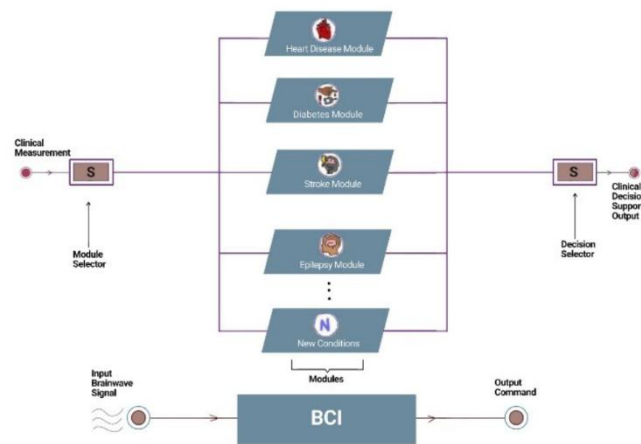 Heart Disease Module
Diabetes Module
Clinical
Measurement
S
Stroke Module
S
Clinical
Decisio
Suppor
Output
Module
Selector
Decision
Selector
Epilepsy Module
N
New Conditions
Modules
Input
Brainwave
Signal
BCI
Output
Command